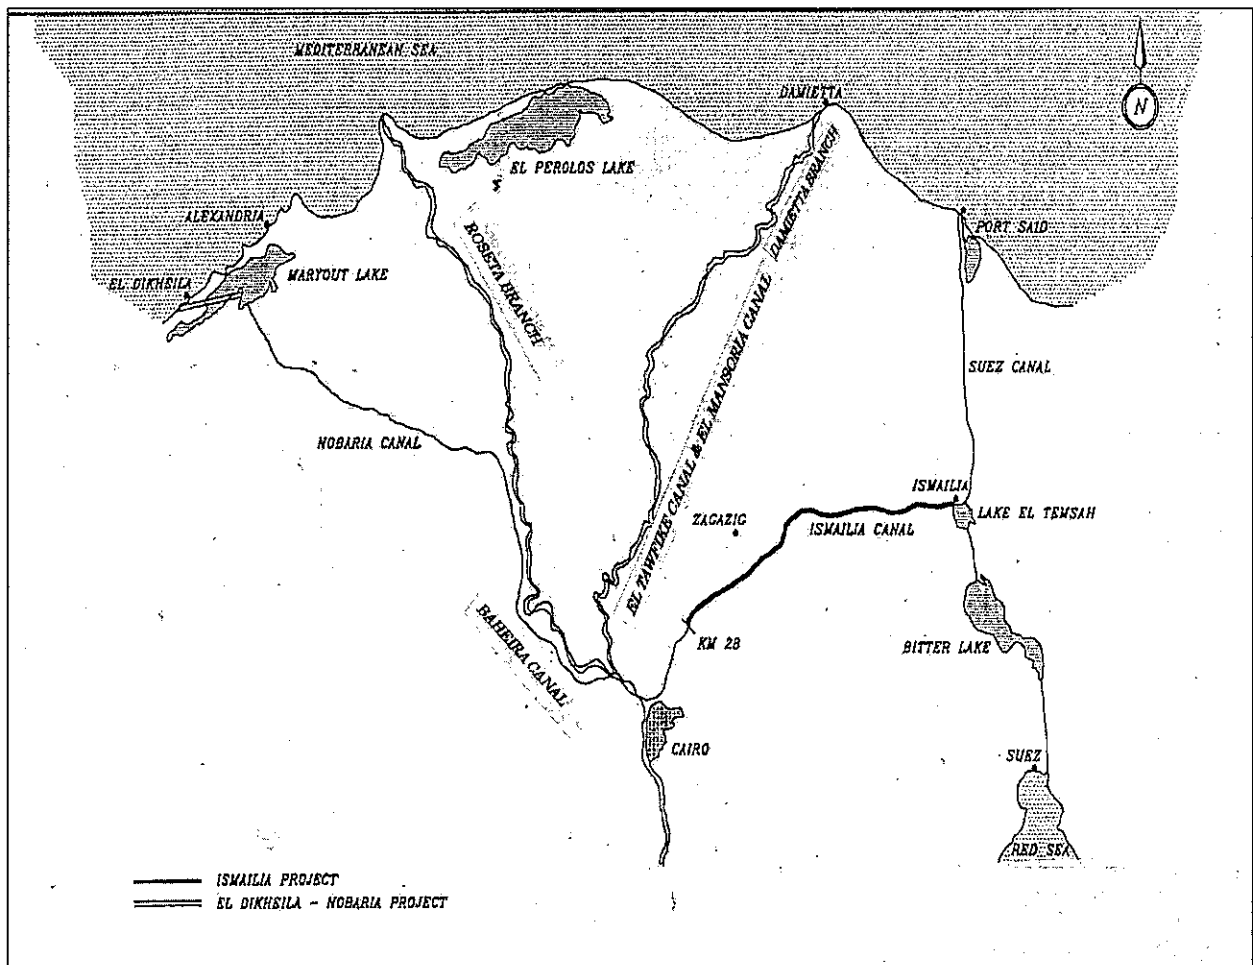 MEDITERRANEAN SEA
N
DAMIETTA
EL PEROLOS LAKE
ALEXANDRIA
PORT SAID
MARYOUT LAKE
EL DIKHEILA
ROSETA BRANCH
DAMIETTA BRANCH
EL TAWFIKE CANAL & EL MANSORIA CANAL
SUEZ CANAL
NOBARIA CANAL
ISMAILIA
LAKE EL TEMSAH
ZAGAZIG
ISMAILIA CANAL
BAHEIRA CANAL
KM 28
BITTER LAKE
CAIRO
SUEZ
RED SEA
ISMAILIA PROJECT
EL DIKHEILA - NOBARIA PROJECT